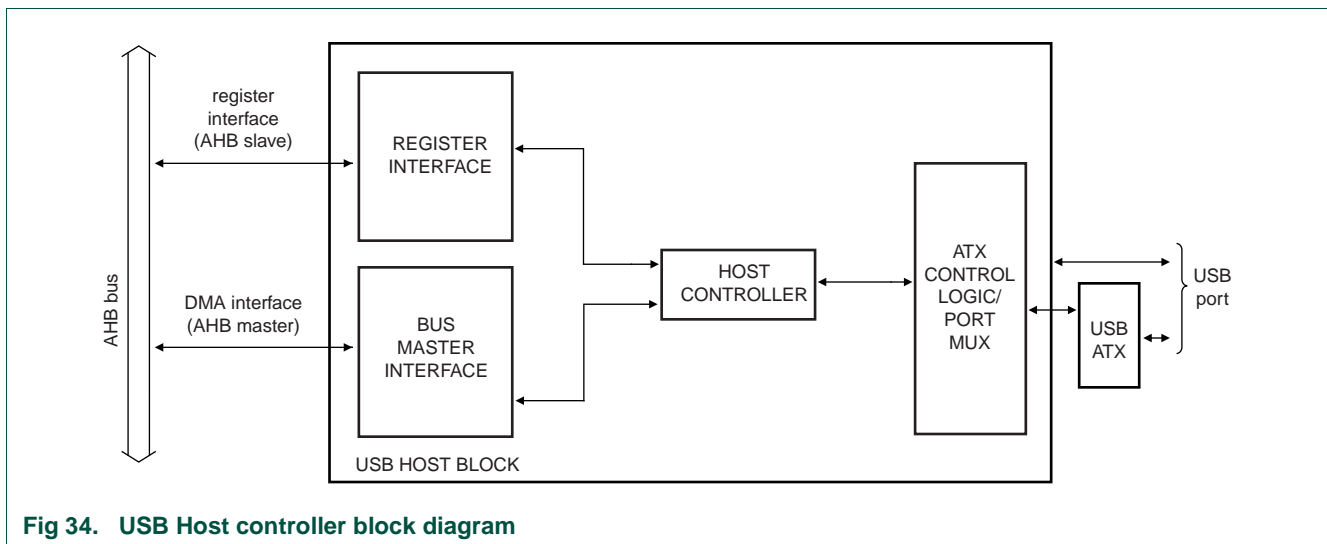 register
interface
(AHB slave)
REGISTER
INTERFACE
AHB bus
DMA interface
(AHB master)
BUS
MASTER
INTERFACE
HOST
CONTROLLER
ATX
CONTROL
LOGIC/
PORT
MUX
USB
ATX
USB
port
USB HOST BLOCK
Fig 34. USB Host controller block diagram